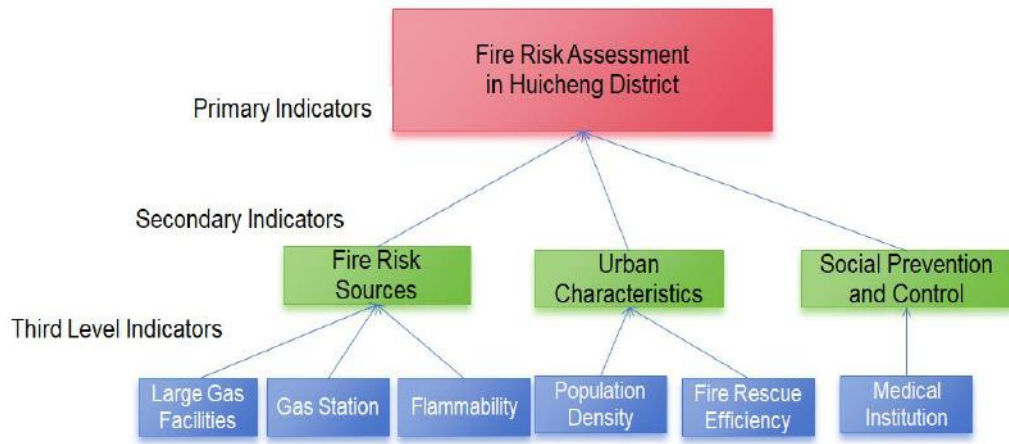 Fire Risk Assessment
in Huicheng District
Primary Indicators
Secondary Indicators
Fire Risk
Sources
Urban
Characteristics
Social Prevention
and Control
Third Level Indicators
Large Gas
Facilities
Gas Station
Flammability
Population
Density
Fire Rescue
Efficiency
Medical
Institution